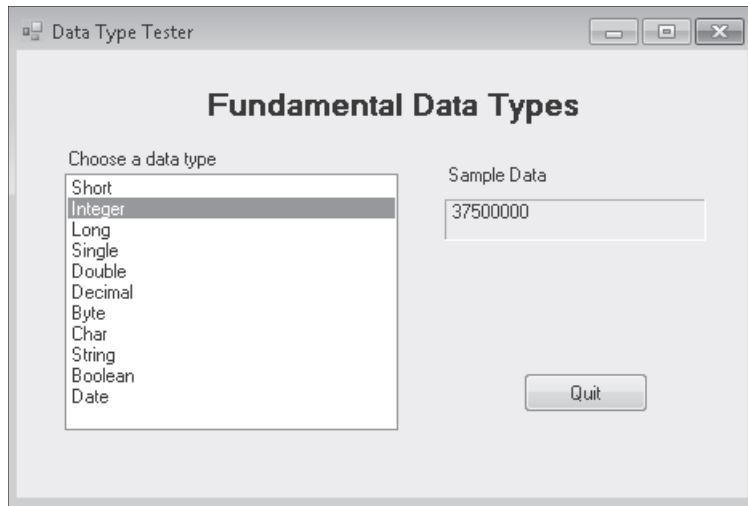 Data Type Tester
Fundamental Data Types
Choose a data type
Short
Integer
Long
Single
Double
Decimal
Byte
Char
String
Boolean
Date
Sample Data
37500000
Quit